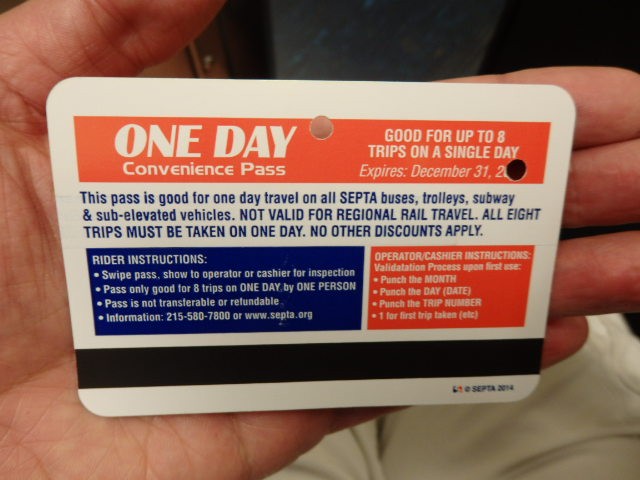 ONE DAY
Convenience Pass
GOOD FOR UP TO 8
TRIPS ON A SINGLE DAY
Expires: December 31, 2
This pass is good for one day travel on all SEPTA buses, trolleys, subway
& sub-elevated vehicles. NOT VALID FOR REGIONAL RAIL TRAVEL. ALL EIGHT
TRIPS MUST BE TAKEN ON ONE DAY. NO OTHER DISCOUNTS APPLY.
RIDER INSTRUCTIONS:
• Swipe pass, show to operator or cashier for inspection
• Pass only good for 8 trips on ONE DAY by ONE PERSON
• Pass is not transferable or refundable
• Information: 215-580-7800 or www.septa.org
OPERATOR/CASHIER INSTRUCTIONS:
Validatation Process upon first use:
• Punch the MONTH
• Punch the DAY (DATE)
• Punch the TRIP NUMBER
• 1 for first trip taken (etc)
© SEPTA 2014